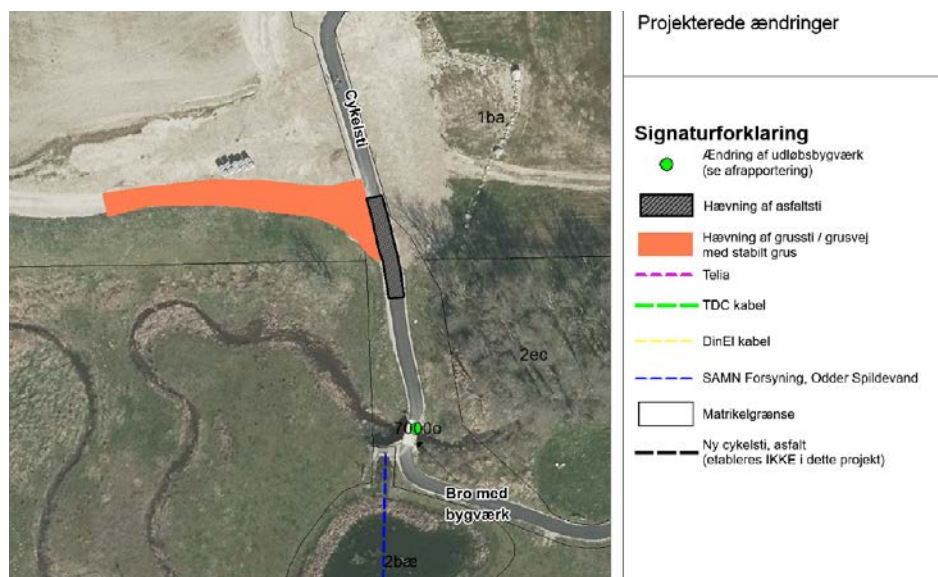 Projekterede ændringer
Signaturforklaring
Ændring af udløbsbygværk
(se afrapportering)
Hævning af asfaltsti
Hævning af grussti / grusvej
med stabilt grus
Telia
TDC kabel
DinEl kabel
SAMN Forsyning, Odder Spildevand
Matrikelgrænse
Ny cykelsti, asfalt
(etableres IKKE i dette projekt)
Cykelsti
1ba
2ec
7000o
Bro med
bygværk
2bæ